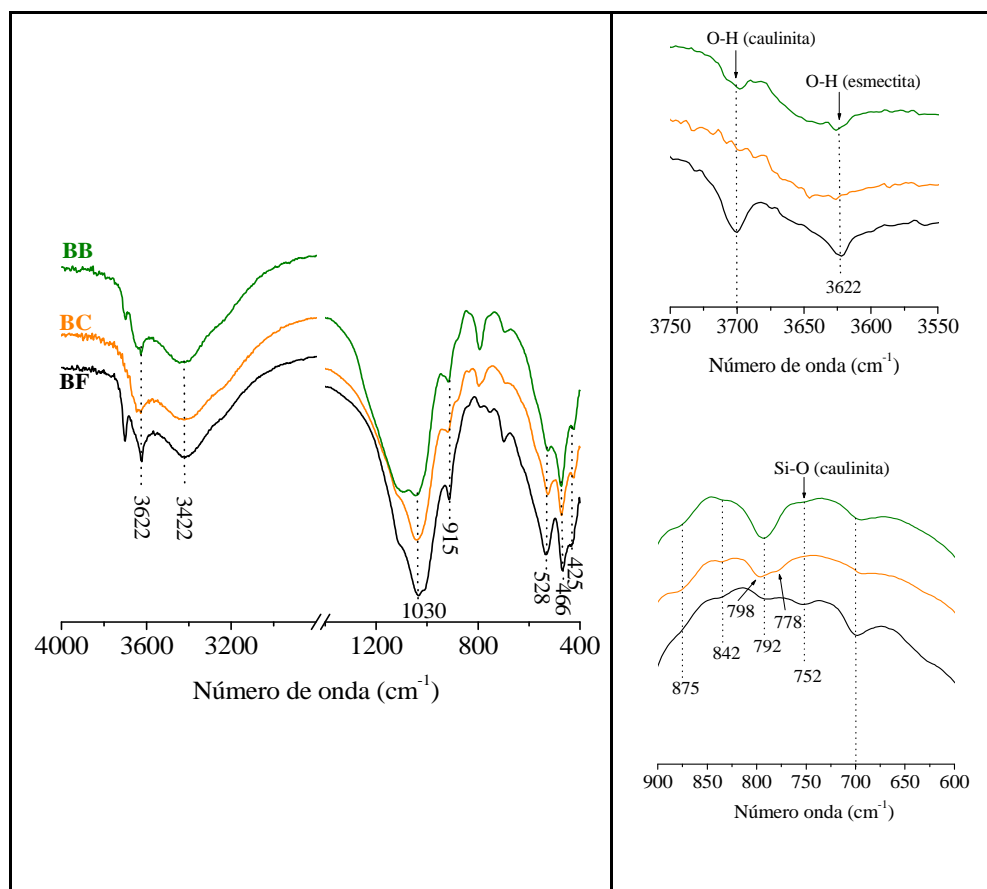 BB
BC
BF
3622
3422
1030
915
528
466
425
4000 3600 3200 1200 800 400
Número de onda (cm-1)
O-H (caulinita)
O-H (esmectita)
3622
3750 3700 3650 3600 3550
Número de onda (cm-1)
Si-O (caulinita)
798 778
842 792 752
875
900 850 800 750 700 650 600
Número onda (cm-1)